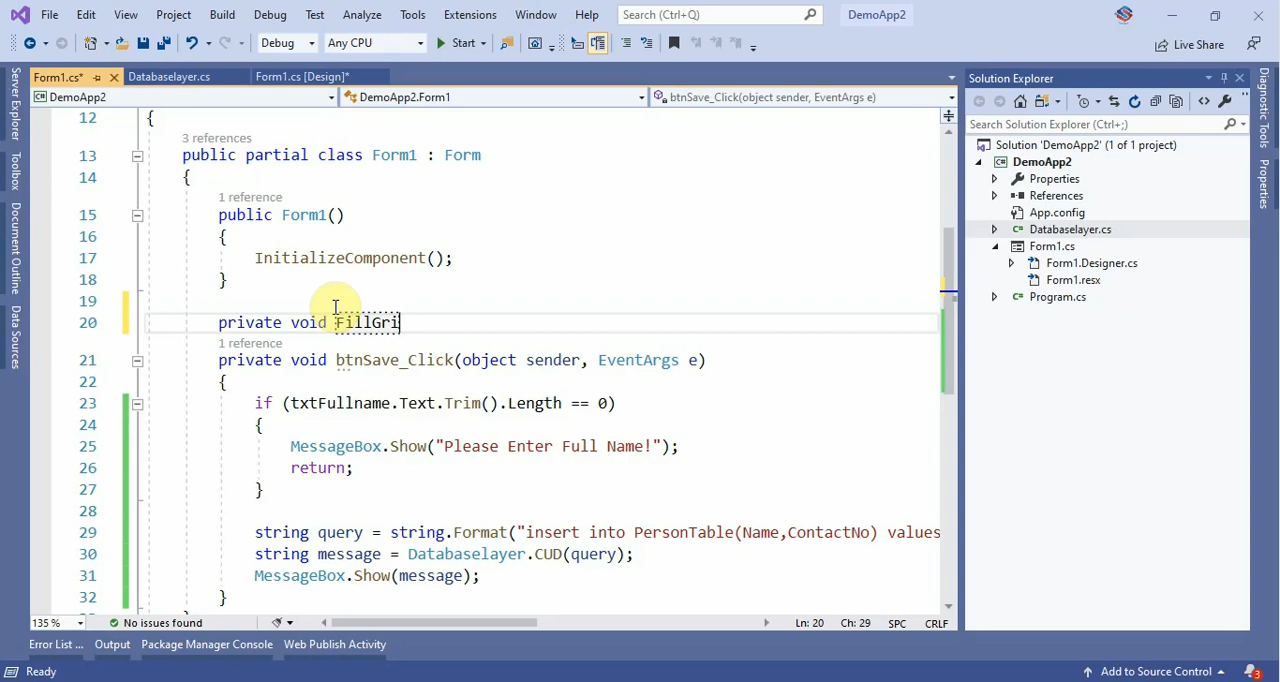 File Edit View Project Build Debug Test Analyze Tools Extensions Window Help Search (Ctrl+Q) DemoApp2
Debug Any CPU Start Live Share
Form1.cs* Databaselayer.cs Form1.cs [Design]*
DemoApp2 DemoApp2.Form1 btnSave_Click(object sender, EventArgs e)
12 {
3 references
13 public partial class Form1 : Form
14 {
1 reference
15 public Form1()
16 {
17 InitializeComponent();
18 }
19
20 private void FillGri
1 reference
21 private void btnSave_Click(object sender, EventArgs e)
22 {
23 if (txtFullname.Text.Trim().Length == 0)
24 {
25 MessageBox.Show("Please Enter Full Name!");
26 return;
27 }
28
29 string query = string.Format("insert into PersonTable(Name,ContactNo) values
30 string message = Databaselayer.CUD(query);
31 MessageBox.Show(message);
32 }
135 % No issues found Ln: 20 Ch: 29 SPC CRLF
Error List ... Output Package Manager Console Web Publish Activity
Ready Add to Source Control 3
Server Explorer
Toolbox
Document Outline
Data Sources
Solution Explorer
Search Solution Explorer (Ctrl+;)
Solution 'DemoApp2' (1 of 1 project)
DemoApp2
Properties
References
App.config
Databaselayer.cs
Form1.cs
Form1.Designer.cs
Form1.resx
Program.cs
Diagnostic Tools
Properties